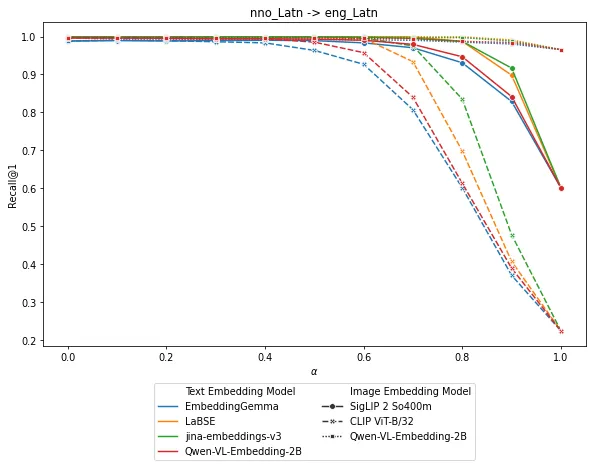 nno_Latn -> eng_Latn
Recall@1
1.0
0.9
0.8
0.7
0.6
0.5
0.4
0.3
0.2
0.0 0.2 0.4 0.6 0.8 1.0
α
Text Embedding Model Image Embedding Model
EmbeddingGemma SigLIP 2 So400m
LaBSE CLIP ViT-B/32
jina-embeddings-v3 Qwen-VL-Embedding-2B
Qwen-VL-Embedding-2B